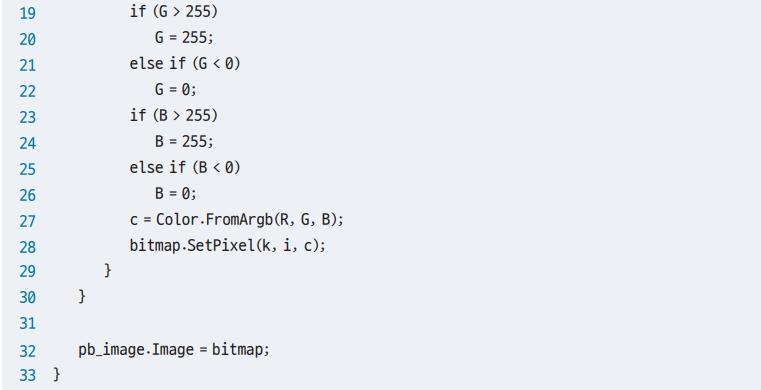 19 if (G > 255)
20 G = 255;
21 else if (G < 0)
22 G = 0;
23 if (B > 255)
24 B = 255;
25 else if (B < 0)
26 B = 0;
27 c = Color.FromArgb(R, G, B);
28 bitmap.SetPixel(k, i, c);
29 }
30 }
31
32 pb_image.Image = bitmap;
33 }